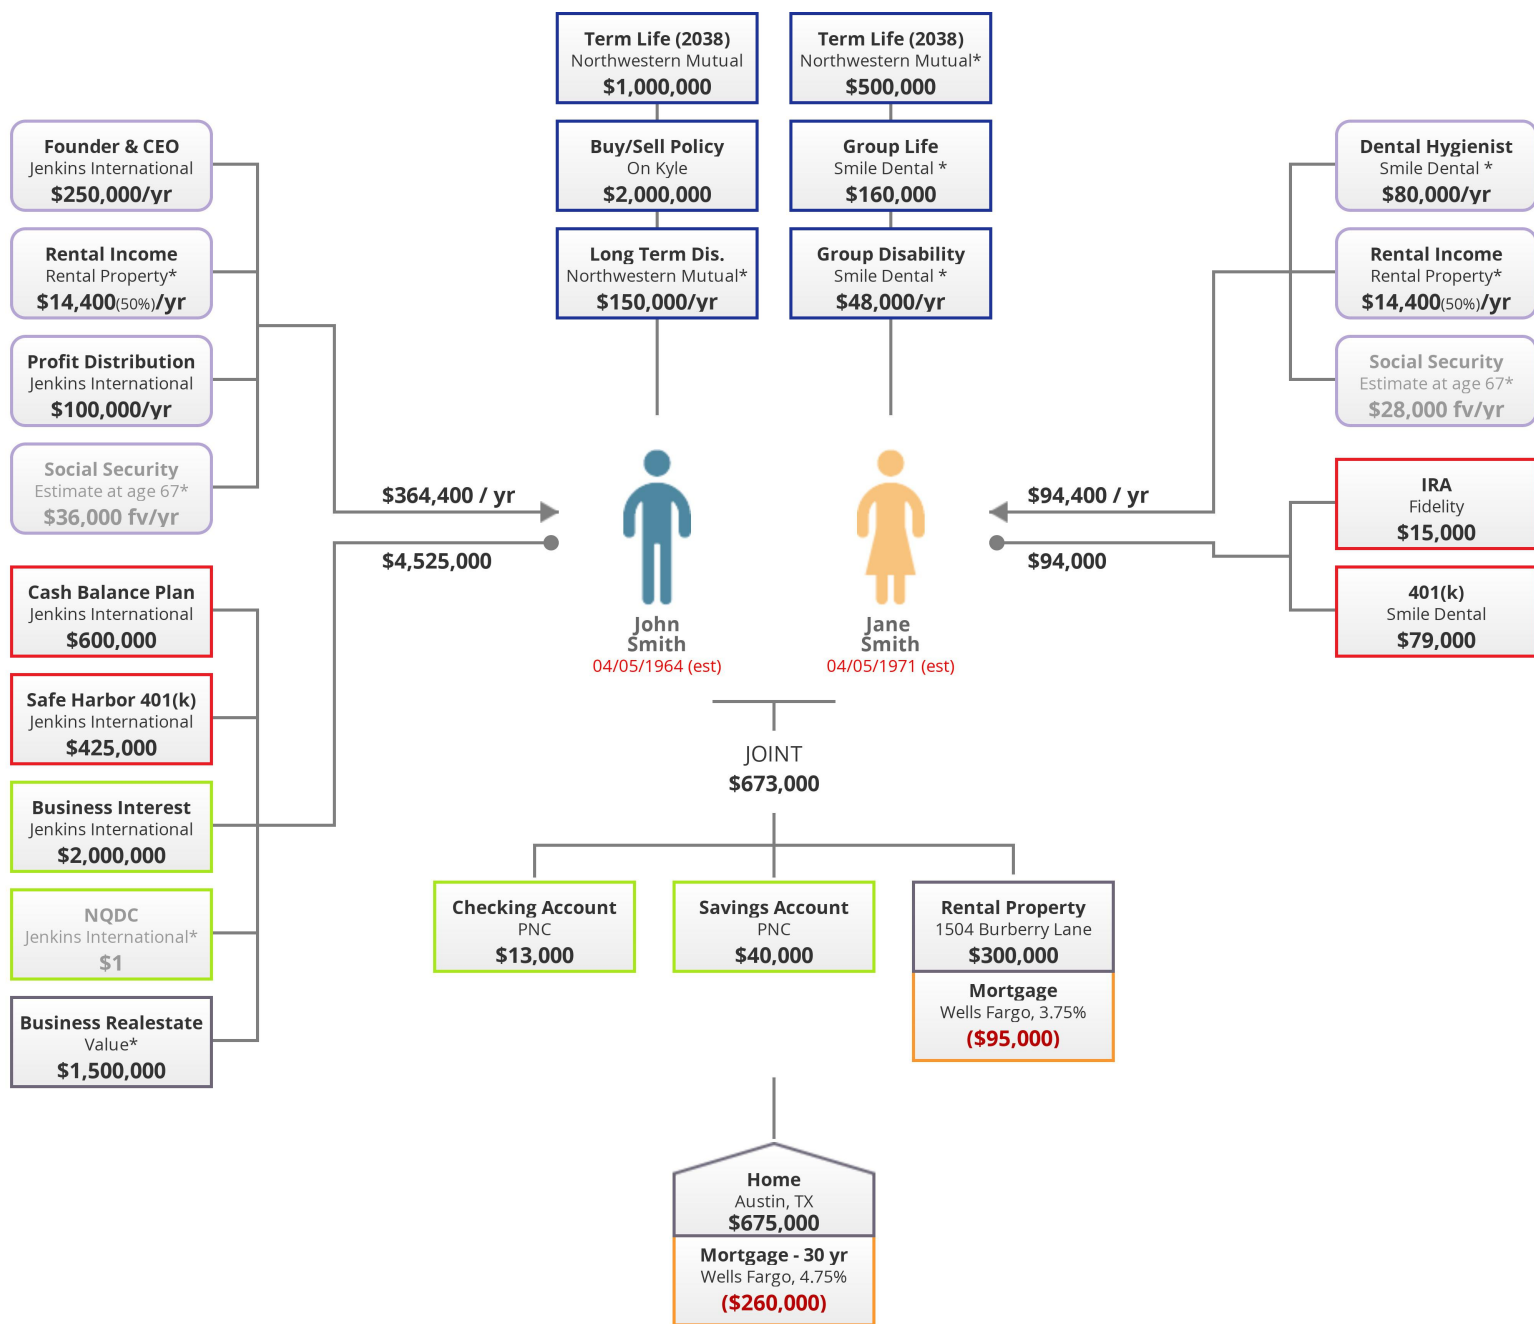 Term Life (2038)
Northwestern Mutual
$1,000,000
Term Life (2038)
Northwestern Mutual*
$500,000
Buy/Sell Policy
On Kyle
$2,000,000
Group Life
Smile Dental *
$160,000
Long Term Dis.
Northwestern Mutual*
$150,000/yr
Group Disability
Smile Dental *
$48,000/yr
Founder & CEO
Jenkins International
$250,000/yr
Rental Income
Rental Property*
$14,400(50%)/yr
Profit Distribution
Jenkins International
$100,000/yr
Social Security
Estimate at age 67*
$36,000 fv/yr
Cash Balance Plan
Jenkins International
$600,000
Safe Harbor 401(k)
Jenkins International
$425,000
Business Interest
Jenkins International
$2,000,000
NQDC
Jenkins International*
$1
Business Realestate
Value*
$1,500,000
$364,400 / yr
$4,525,000
John
Smith
04/05/1964 (est)
Jane
Smith
04/05/1971 (est)
$94,400 / yr
$94,000
Dental Hygienist
Smile Dental *
$80,000/yr
Rental Income
Rental Property*
$14,400(50%)/yr
Social Security
Estimate at age 67*
$28,000 fv/yr
IRA
Fidelity
$15,000
401(k)
Smile Dental
$79,000
JOINT
$673,000
Checking Account
PNC
$13,000
Savings Account
PNC
$40,000
Rental Property
1504 Burberry Lane
$300,000
Mortgage
Wells Fargo, 3.75%
($95,000)
Home
Austin, TX
$675,000
Mortgage - 30 yr
Wells Fargo, 4.75%
($260,000)